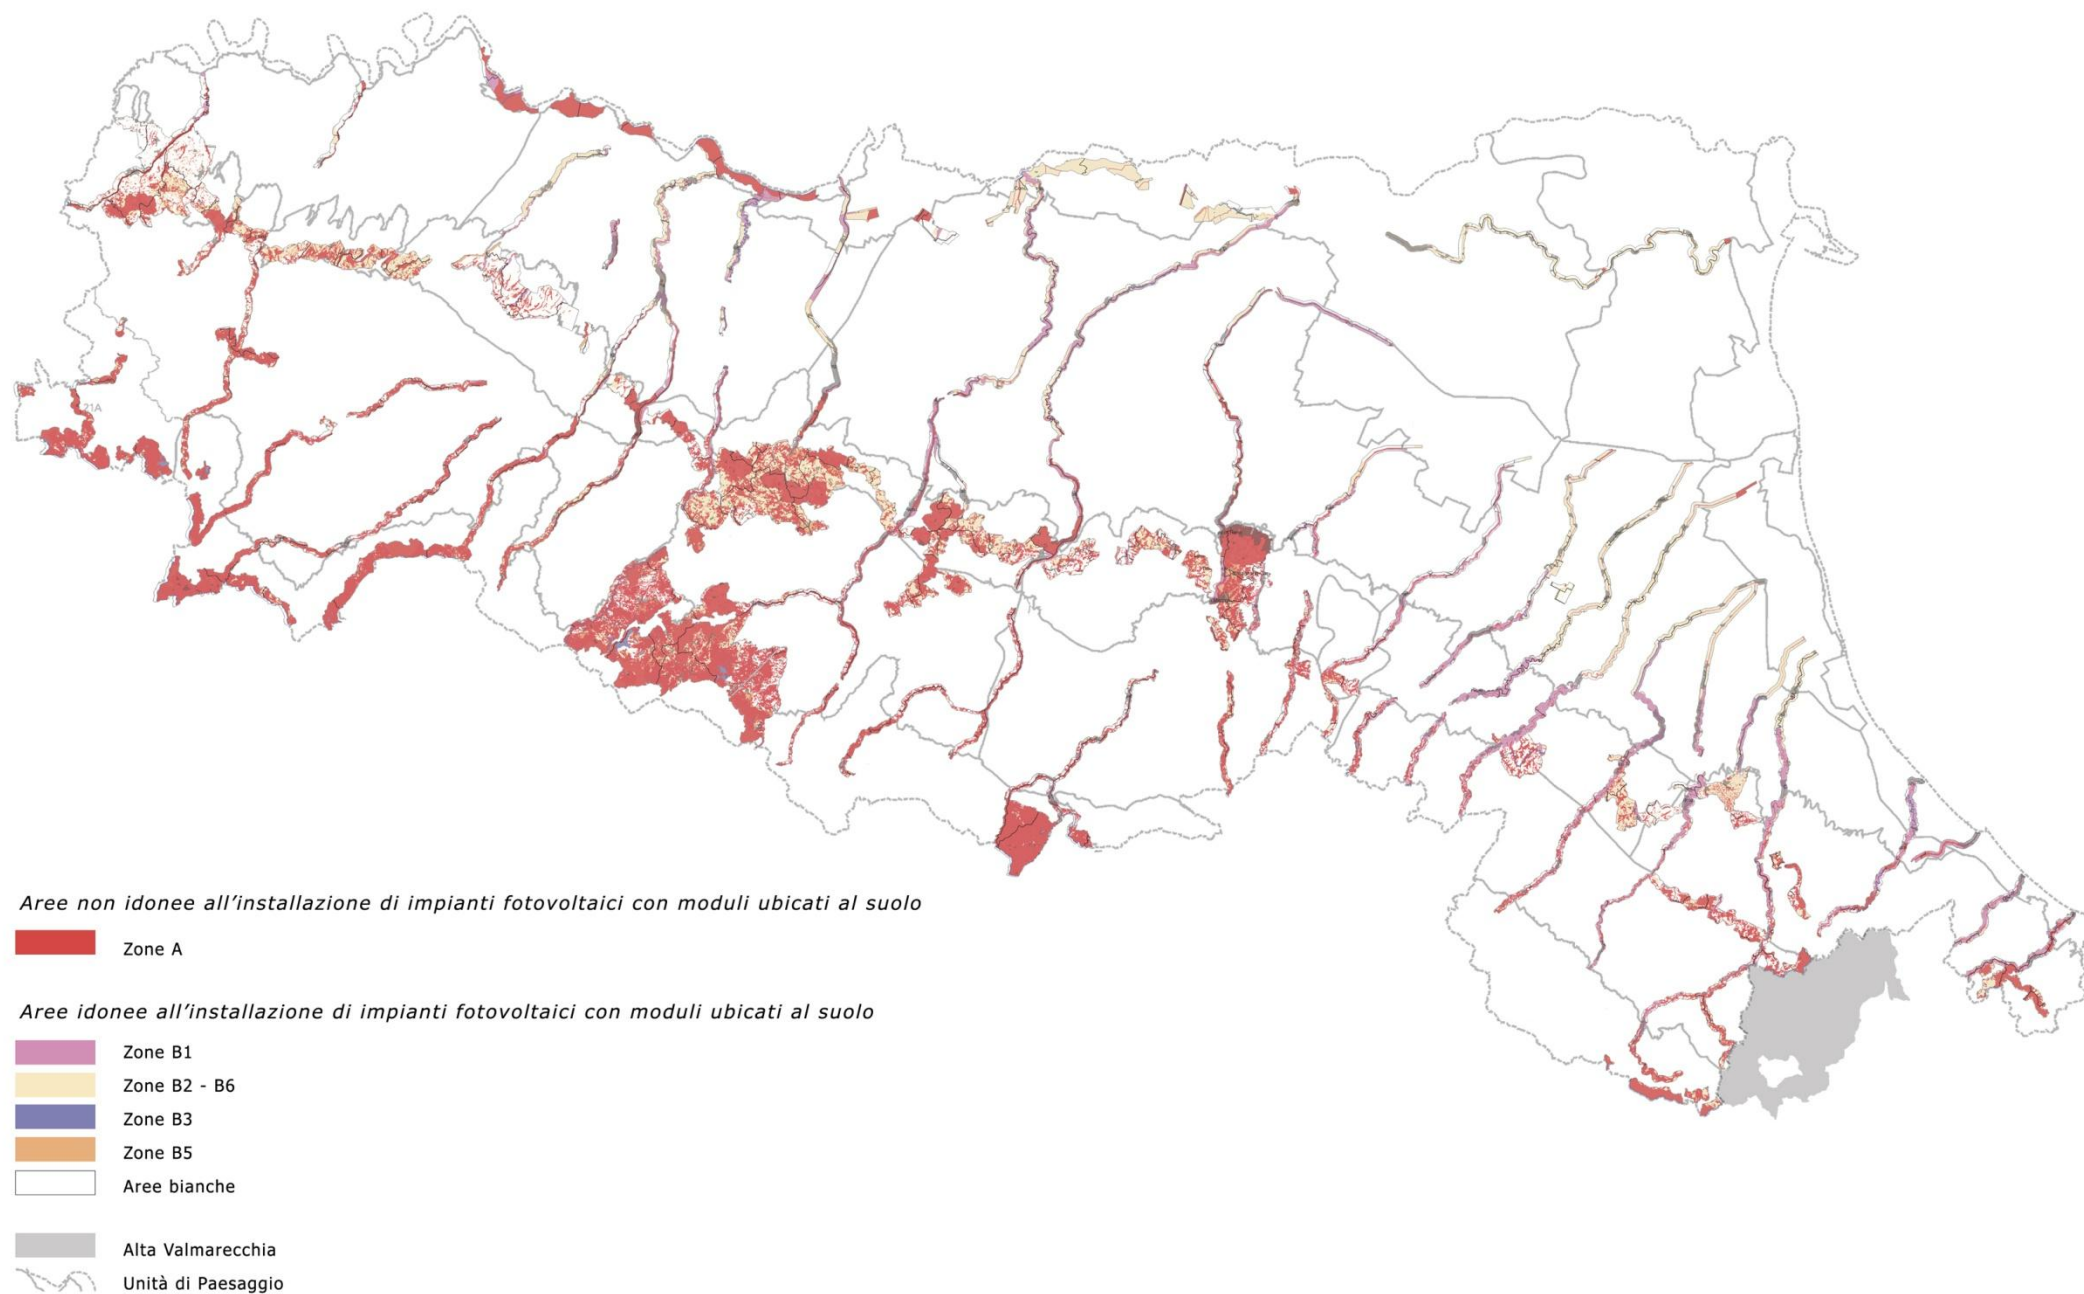 21A
Aree non idonee all'installazione di impianti fotovoltaici con moduli ubicati al suolo
Zone A
Aree idonee all'installazione di impianti fotovoltaici con moduli ubicati al suolo
Zone B1
Zone B2 - B6
Zone B3
Zone B5
Aree bianche
Alta Valmarecchia
Unità di Paesaggio